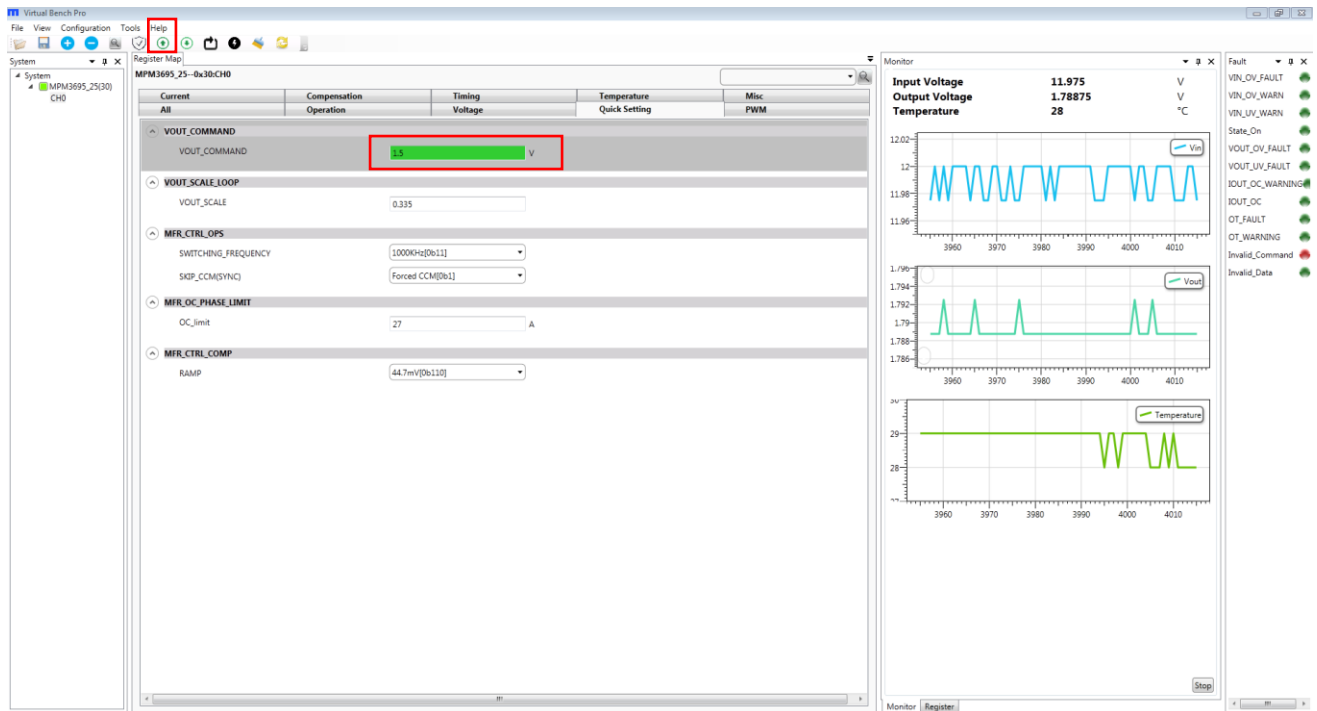 Virtual Bench Pro
File View Configuration Tools Help
System
System
MPM3695_25(30)
CH0
Register Map
MPM3695_25--0x30:CH0
Current Compensation Timing Temperature Misc
All Operation Voltage Quick Setting PWM
VOUT_COMMAND
VOUT_COMMAND 1.5 V
VOUT_SCALE_LOOP
VOUT_SCALE 0.335
MFR_CTRL_OPS
SWITCHING_FREQUENCY 1000KHz[0b11]
SKIP_CCM(SYNC) Forced CCM[0b1]
MFR_OC_PHASE_LIMIT
OC_limit 27 A
MFR_CTRL_COMP
RAMP 44.7mV[0b110]
Monitor
Input Voltage 11.975 V
Output Voltage 1.78875 V
Temperature 28 °C
12.02
12
11.98
11.96
Vin
3960 3970 3980 3990 4000 4010
1.796
1.794
1.792
1.79
1.788
1.786
Vout
3960 3970 3980 3990 4000 4010
30
29
28
Temperature
3960 3970 3980 3990 4000 4010
Stop
Monitor Register
Fault
VIN_OV_FAULT
VIN_OV_WARN
VIN_UV_WARN
State_On
VOUT_OV_FAULT
VOUT_UV_FAULT
IOUT_OC_WARNING
IOUT_OC
OT_FAULT
OT_WARNING
Invalid_Command
Invalid_Data